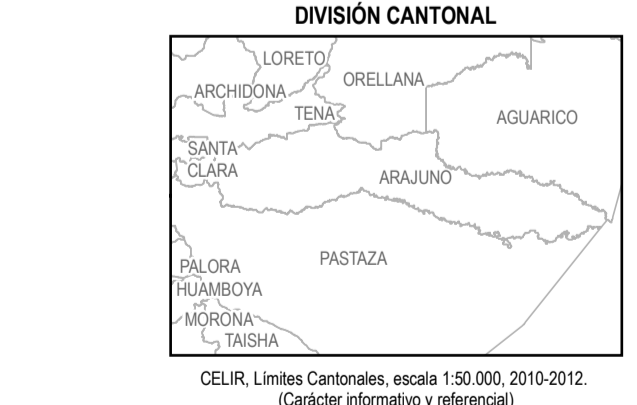 DIVISIÓN CANTONAL
LORETO
ORELLANA
ARCHIDONA
TENA
AGUARICO
SANTA
CLARA
ARAJUNO
PASTAZA
PALORA
HUAMBOYA
MORONA
TAISHA
CELIR, Límites Cantonales, escala 1:50.000, 2010-2012.
(Carácter informativo y referencial)